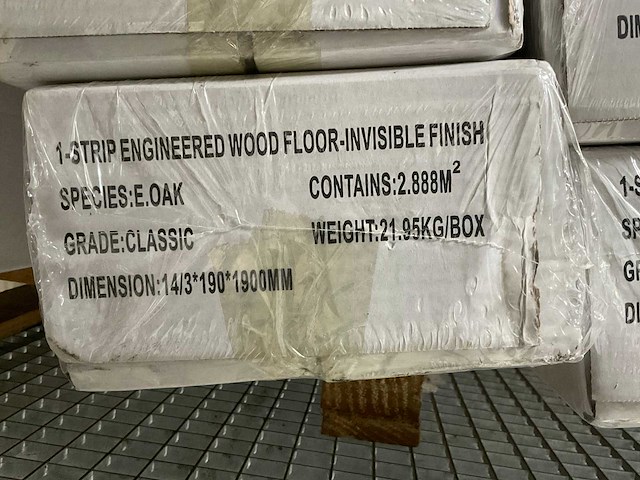 1-STRIP ENGINEERED WOOD FLOOR-INVISIBLE FINISH
SPECIES:E.OAK CONTAINS:2.888M²
GRADE:CLASSIC WEIGHT:21.95KG/BOX
DIMENSION:14/3*190*1900MM